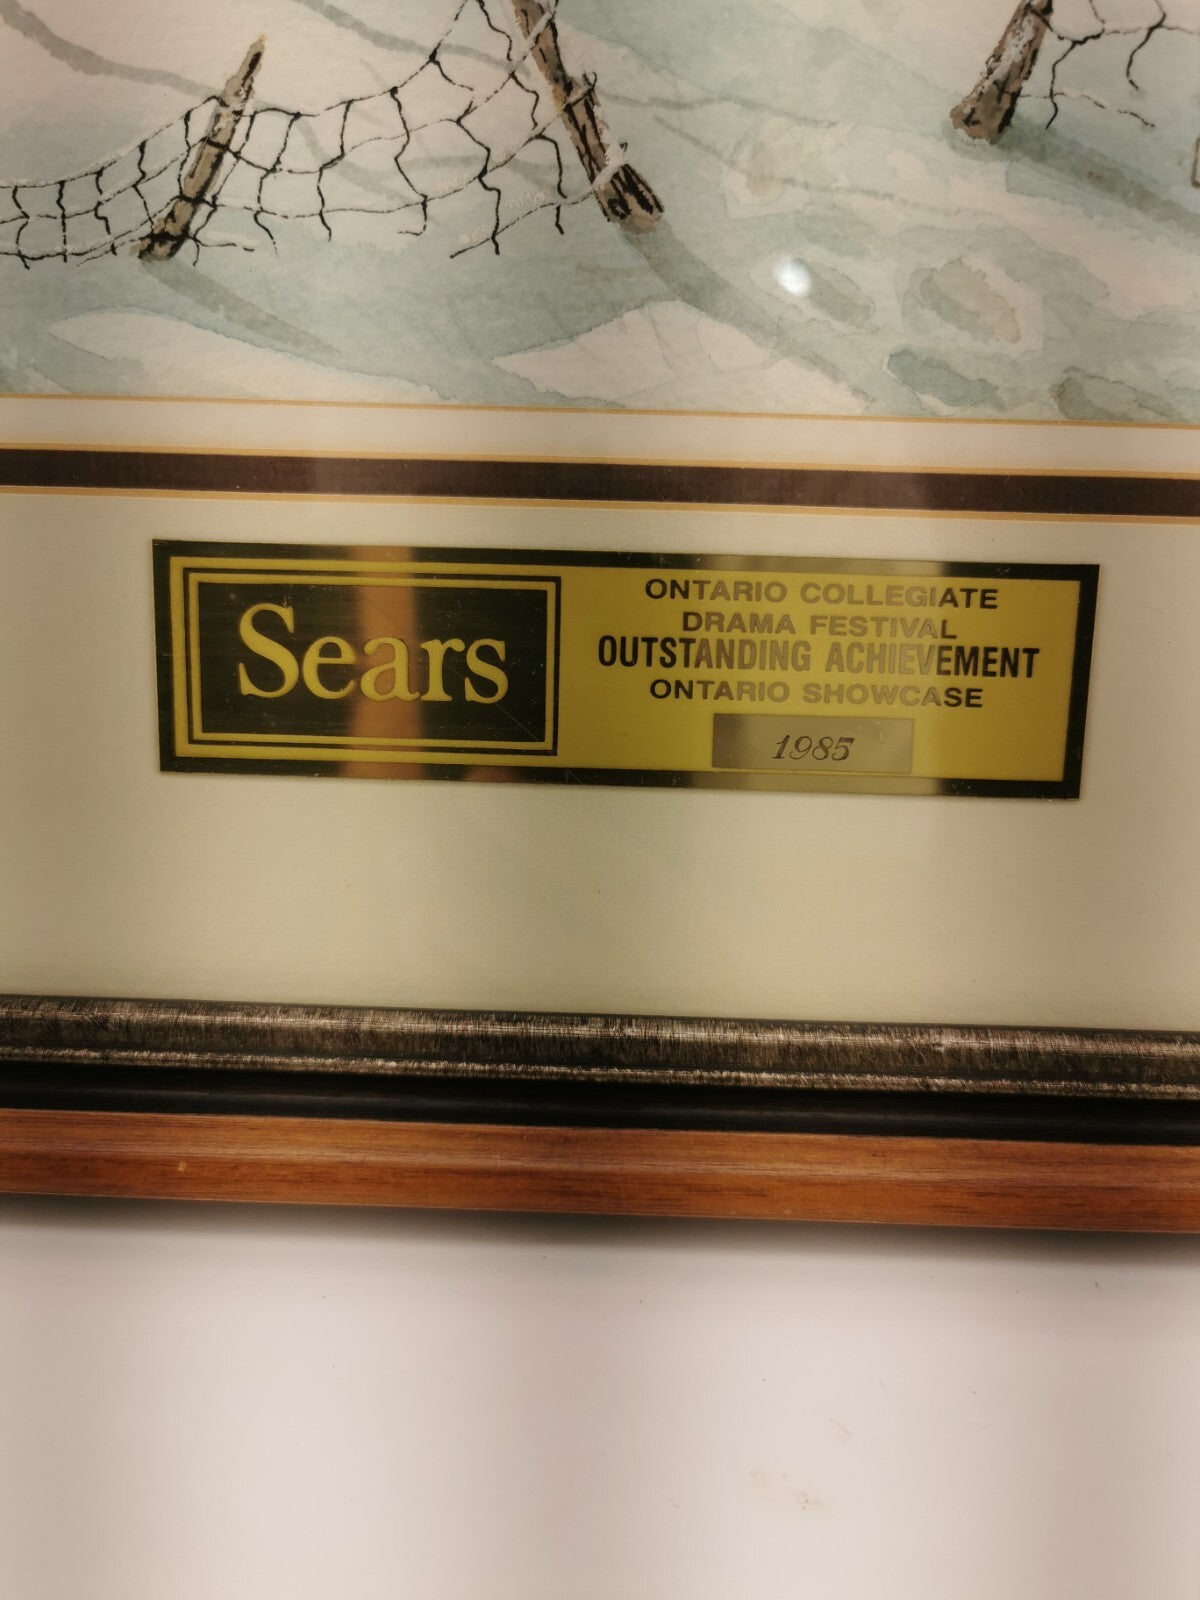 Sears
ONTARIO COLLEGIATE
DRAMA FESTIVAL
OUTSTANDING ACHIEVEMENT
ONTARIO SHOWCASE
1985